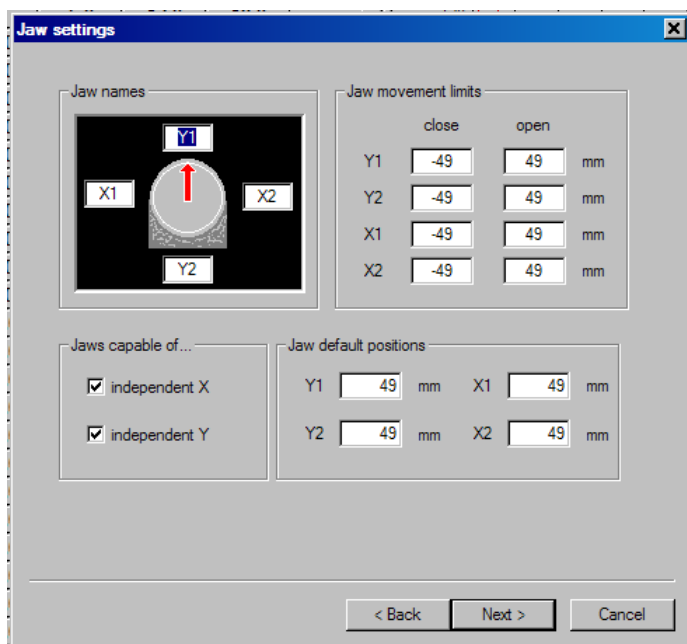 Jaw settings
Jaw names
Y1
X1 X2
Y2
Jaw movement limits
close open
Y1 -49 49 mm
Y2 -49 49 mm
X1 -49 49 mm
X2 -49 49 mm
Jaws capable of...
independent X
independent Y
Jaw default positions
Y1 49 mm X1 49 mm
Y2 49 mm X2 49 mm
< Back Next > Cancel